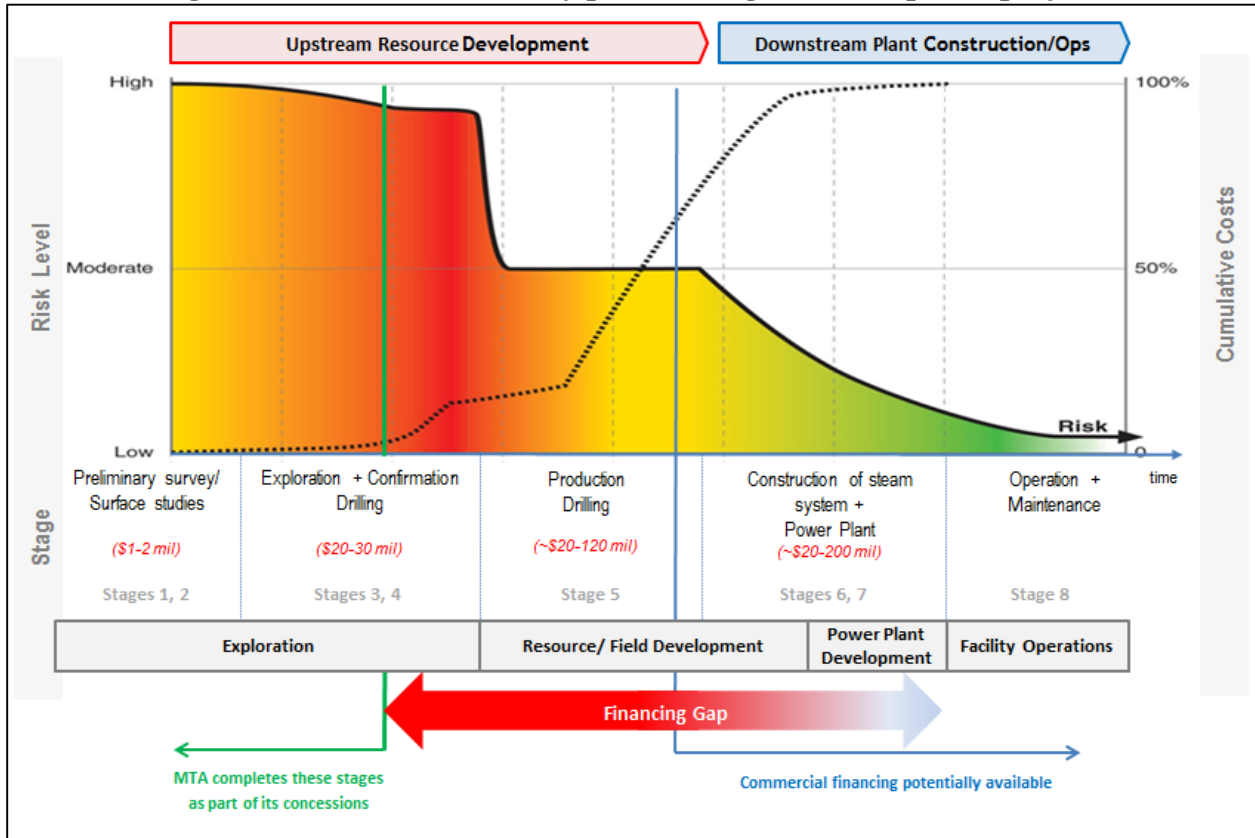 Upstream Resource Development
Downstream Plant Construction/Ops
High
100%
Risk Level
Moderate
50%
Cumulative Costs
Risk
Low
0
time
Stage
Preliminary survey/
Surface studies
($1-2 mil)
Stages 1, 2
Exploration + Confirmation
Drilling
($20-30 mil)
Stages 3, 4
Production
Drilling
(~$20-120 mil)
Stage 5
Construction of steam
system +
Power Plant
(~$20-200 mil)
Stages 6, 7
Operation +
Maintenance
Stage 8
Exploration
Resource/ Field Development
Power Plant
Development
Facility Operations
Financing Gap
MTA completes these stages
as part of its concessions
Commercial financing potentially available